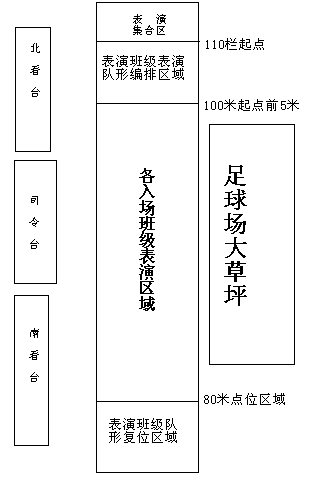 表 演
集合区
110栏起点
北看台
表演班级表演
队形编排区域
100米起点前5米
各入场班级表演区域
足球场大草坪
司令台
南看台
80米点位区域
表演班级队
形复位区域